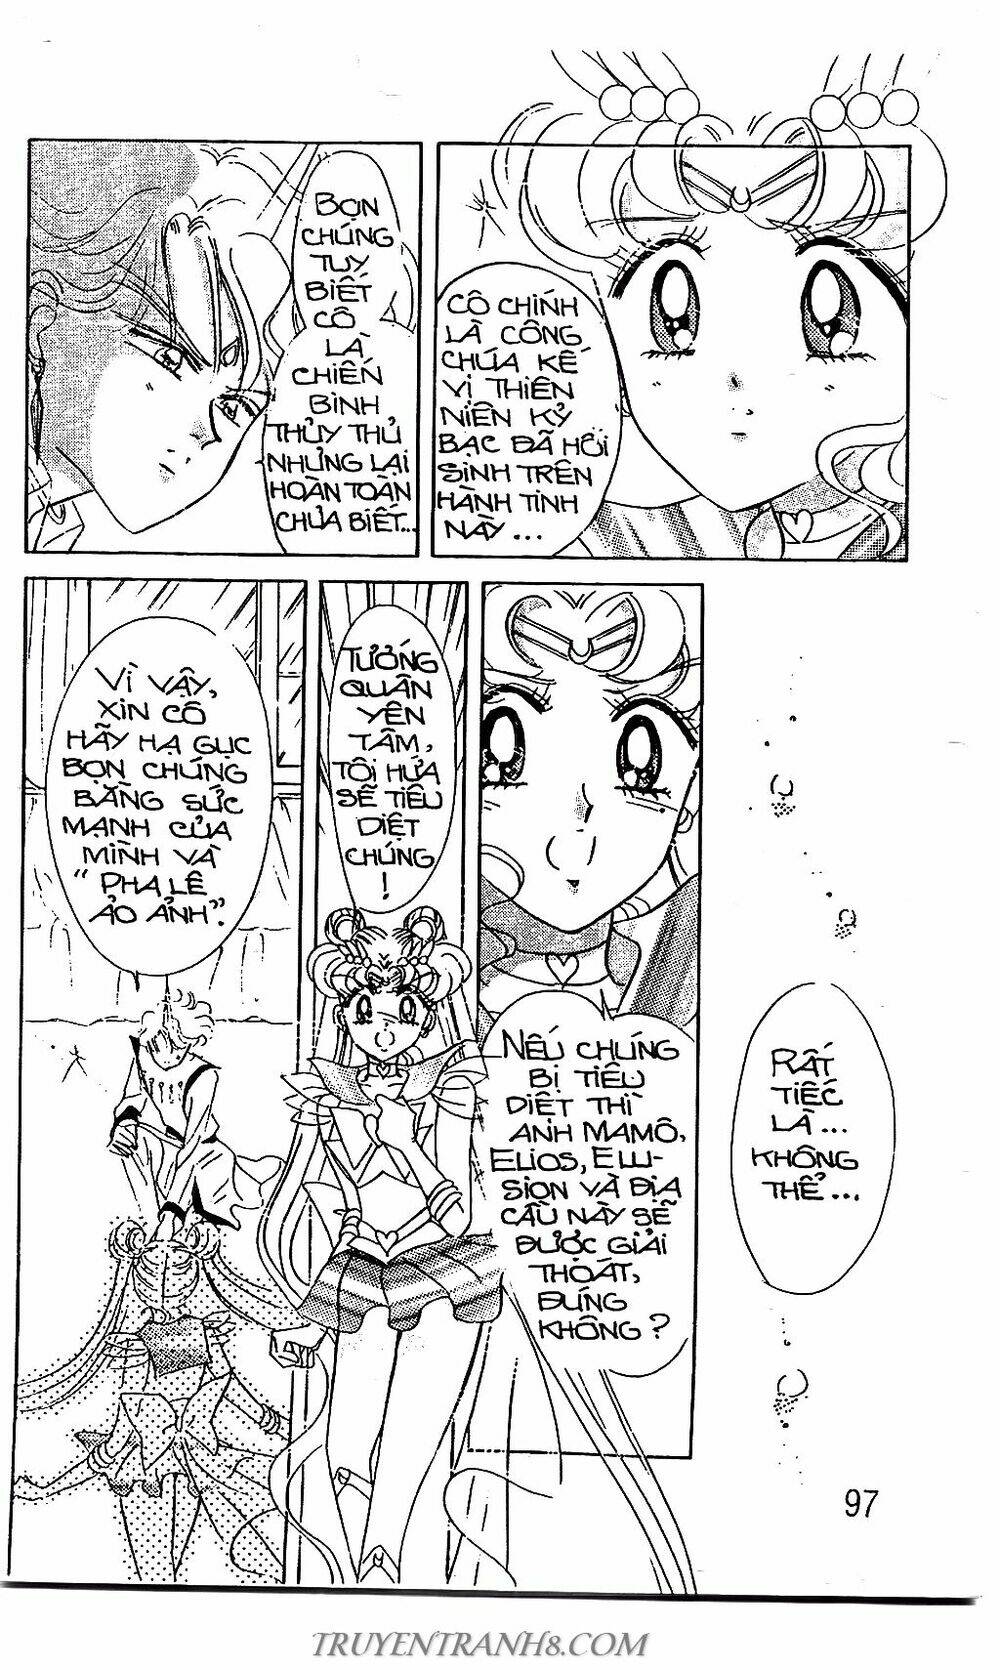 BỌN
CHÚNG
TUY
BIẾT
CÔ
LÀ
CHIẾN
BINH
THỦY THỦ
NHƯNG LẠI
HOÀN TOÀN
CHƯA BIẾT...
CÔ CHÍNH
LÀ CÔNG
CHÚA KẾ
VỊ THIÊN
NIÊN KỶ
BẠC ĐÃ HỒI
SINH TRÊN
HÀNH TINH
NÀY...
VÌ VẬY,
XIN CÔ
HÃY HẠ GỤC
BỌN CHÚNG
BẰNG SỨC
MẠNH CỦA
MÌNH VÀ
"PHA LÊ
ẢO ẢNH".
TƯỚNG
QUÂN
YÊN
TÂM,
TÔI HỨA
SẼ TIÊU
DIỆT
CHÚNG
!
NẾU CHÚNG
BỊ TIÊU
DIỆT THÌ
ANH MAMÔ,
ELIOS, ELU-
SION VÀ ĐỊA
CẦU NÀY SẼ
ĐƯỢC GIẢI
THOÁT,
ĐÚNG
KHÔNG?
RẤT
TIẾC
LÀ...
KHÔNG
THỂ...
97
TRUYENTRANH8.COM